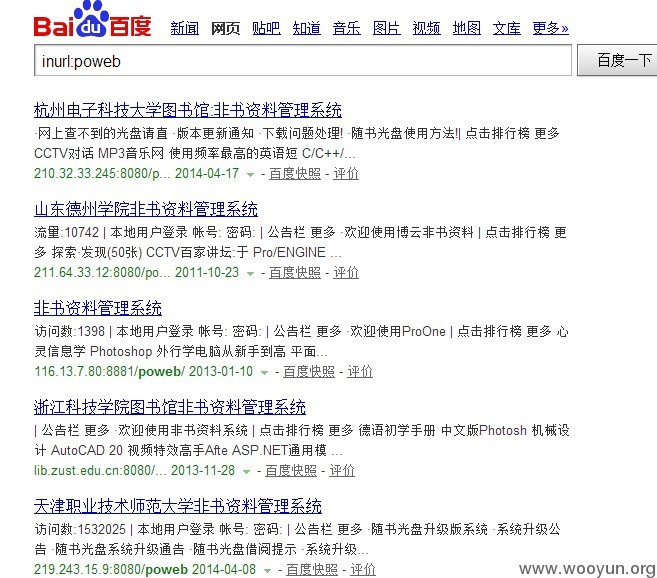 Bai du 百度 新闻 网页 贴吧 知道 音乐 图片 视频 地图 文库 更多»
inurl:poweb 百度一下
杭州电子科技大学图书馆:非书资料管理系统
·网上查不到的光盘请直 ·版本更新通知 ·下载问题处理! ·随书光盘使用方法!| 点击排行榜 更多
CCTV对话 MP3音乐网 使用频率最高的英语短 C/C++/...
210.32.33.245:8080/p... 2014-04-17 - 百度快照 - 评价
山东德州学院非书资料管理系统
流量:10742 | 本地用户登录 帐号: 密码: | 公告栏 更多 ·欢迎使用博云非书资料 | 点击排行榜 更
多 探索·发现(50张) CCTV百家讲坛:于 Pro/ENGINE ...
211.64.33.12:8080/po... 2011-10-23 - 百度快照 - 评价
非书资料管理系统
访问数:1398 | 本地用户登录 帐号: 密码: | 公告栏 更多 ·欢迎使用ProOne | 点击排行榜 更多 心
灵信息学 Photoshop 外行学电脑从新手到高 平面...
116.13.7.80:8881/poweb/ 2013-01-10 - 百度快照 - 评价
浙江科技学院图书馆非书资料管理系统
| 公告栏 更多 ·欢迎使用非书资料系统 | 点击排行榜 更多 德语初学手册 中文版Photosh 机械设
计 AutoCAD 20 视频特效高手Afte ASP.NET通用模 ...
lib.zust.edu.cn:8080/... 2013-11-28 - 百度快照 - 评价
天津职业技术师范大学非书资料管理系统
访问数:1532025 | 本地用户登录 帐号: 密码: | 公告栏 更多 ·随书光盘升级版系统 ·系统升级公
告 ·随书光盘系统升级通告 ·随书光盘借阅提示 ·系统升级...
219.243.15.9:8080/poweb 2014-04-08 - 百度快照 - 评价
www.wooyun.org